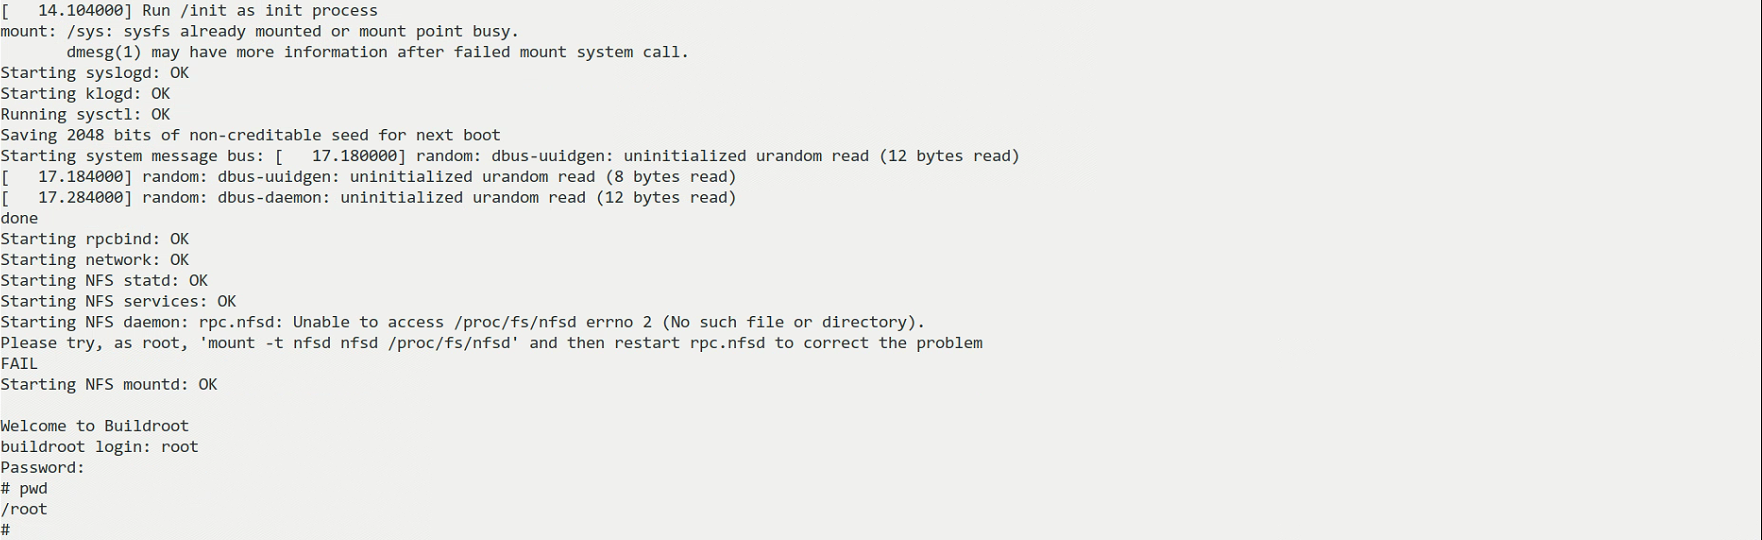 [   14.104000] Run /init as init process
mount: /sys: sysfs already mounted or mount point busy.
       dmesg(1) may have more information after failed mount system call.
Starting syslogd: OK
Starting klogd: OK
Running sysctl: OK
Saving 2048 bits of non-creditable seed for next boot
Starting system message bus: [   17.180000] random: dbus-uuidgen: uninitialized urandom read (12 bytes read)
[   17.184000] random: dbus-uuidgen: uninitialized urandom read (8 bytes read)
[   17.284000] random: dbus-daemon: uninitialized urandom read (12 bytes read)
done
Starting rpcbind: OK
Starting network: OK
Starting NFS statd: OK
Starting NFS services: OK
Starting NFS daemon: rpc.nfsd: Unable to access /proc/fs/nfsd errno 2 (No such file or directory).
Please try, as root, 'mount -t nfsd nfsd /proc/fs/nfsd' and then restart rpc.nfsd to correct the problem
FAIL
Starting NFS mountd: OK

Welcome to Buildroot
buildroot login: root
Password:
# pwd
/root
#